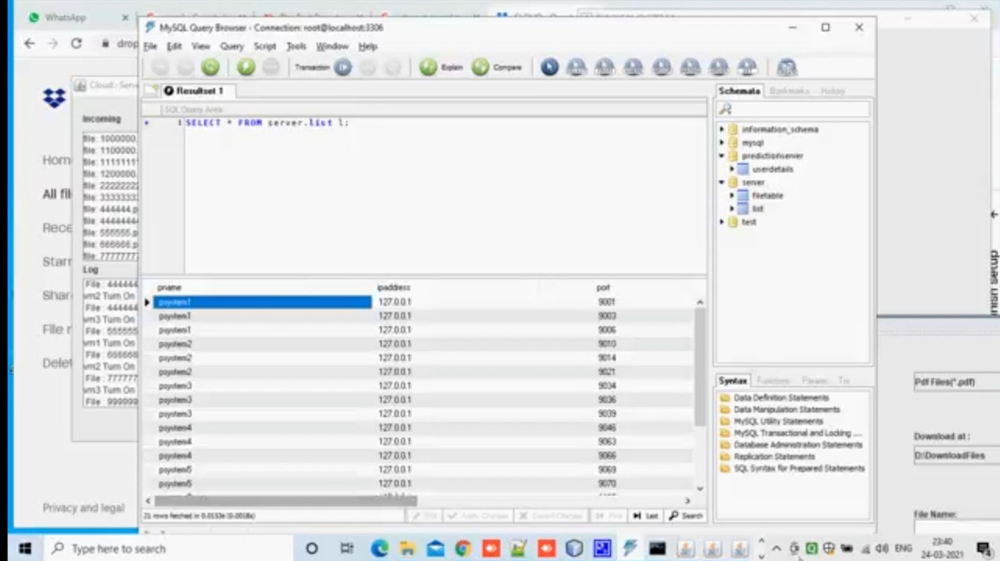 WhatsApp
MySQL Query Browser - Connection: root@localhost:3306
drop
File Edit View Query Script Tools Window Help
Transaction
Explain
Compare
Cloud : Serv
Resultset 1
Schemata Bookmarks History
SQL Query Area
1 SELECT * FROM server.list l;
Incoming
file: 1000000.
file: 1100000.
file: 1111111
file: 1200000.
file: 22222222
file: 33333333
file: 444444.p
file: 44444444
file: 555555.p
file: 666666.p
file: 77777777
Log
File : 444444
vm2 Turn On
File : 444444
vm3 Turn On
File : 555555
vm1 Turn On
File : 666666
vm2 Turn On
File : 777777
vm3 Turn On
File : 999999
Hom
All fil
Rece
Starr
Shar
File r
Delet
Privacy and legal
information_schema
mysql
predictionserver
userdetails
server
filetable
list
test
pname ipaddress port
psystem1 127.0.0.1 9001
psystem1 127.0.0.1 9003
psystem1 127.0.0.1 9006
psystem2 127.0.0.1 9010
psystem2 127.0.0.1 9014
psystem2 127.0.0.1 9021
psystem3 127.0.0.1 9034
psystem3 127.0.0.1 9036
psystem3 127.0.0.1 9039
psystem4 127.0.0.1 9046
psystem4 127.0.0.1 9063
psystem4 127.0.0.1 9066
psystem5 127.0.0.1 9069
psystem5 127.0.0.1 9070
21 rows fetched in 0.0153s (0.0018s)
Edit Apply Changes Discard Changes First Last Search
Syntax Functions Params Trx
Data Definition Statements
Data Manipulation Statements
MySQL Utility Statements
MySQL Transactional and Locking ....
Database Administration Statements
Replication Statements
SQL Syntax for Prepared Statements
nish setup
Pdf Files(*.pdf)
Download at :
D:\DownloadFiles
File Name:
Type here to search
ENG
23:40
24-03-2021